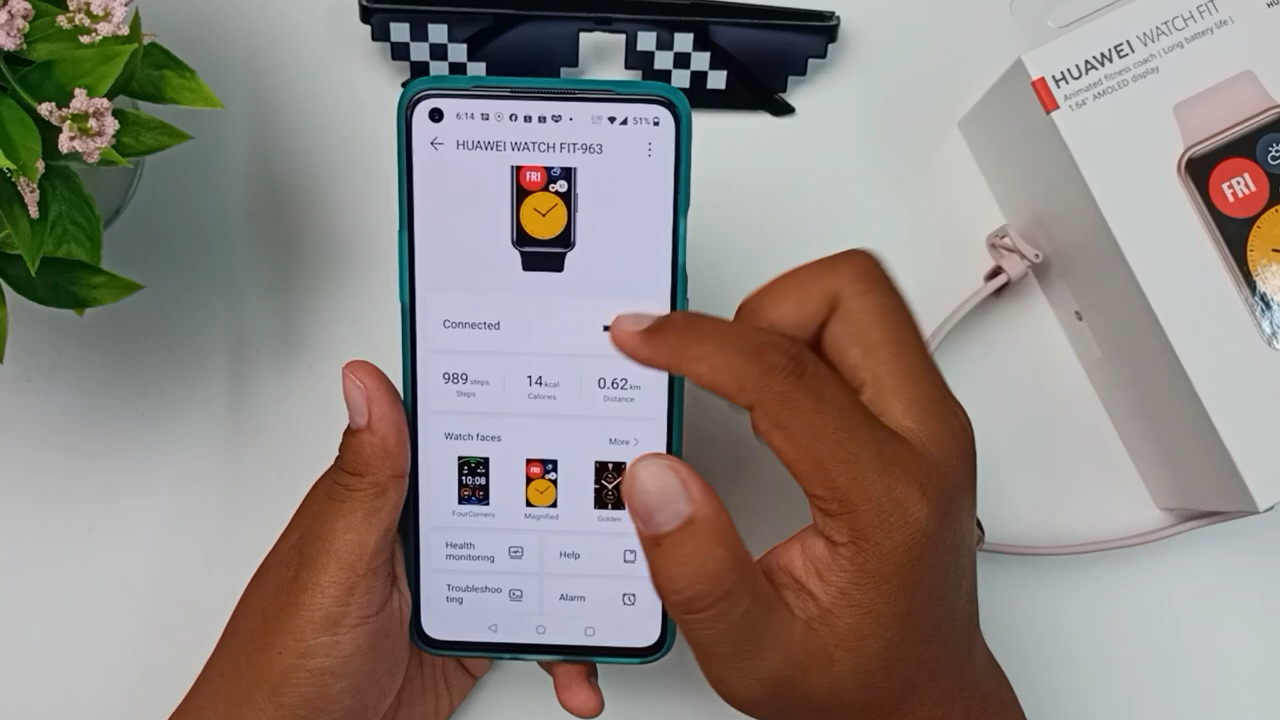 6:14
51%
HUAWEI WATCH FIT-963
FRI
Connected
989 steps
Steps
14 kcal
Calories
0.62 km
Distance
Watch faces
More
10:08
FRI
FourCorners
Magnified
Golden
Health
monitoring
Help
Troubleshoo
ting
Alarm
HUAWEI WATCH FIT
Animated fitness coach | Long battery life |
1.64" AMOLED display
FRI